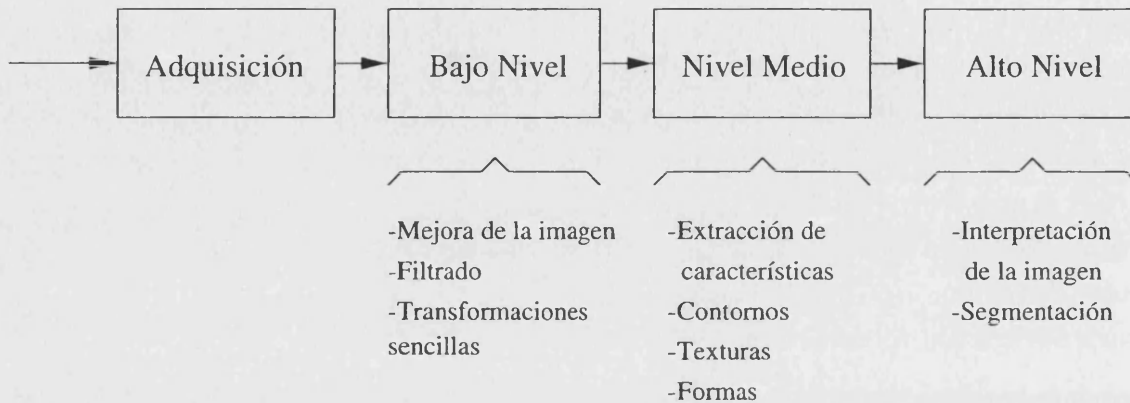 Adquisición
Bajo Nivel
Nivel Medio
Alto Nivel
-Mejora de la imagen
-Filtrado
-Transformaciones
sencillas
-Extracción de
características
-Contornos
-Texturas
-Formas
-Interpretación
de la imagen
-Segmentación